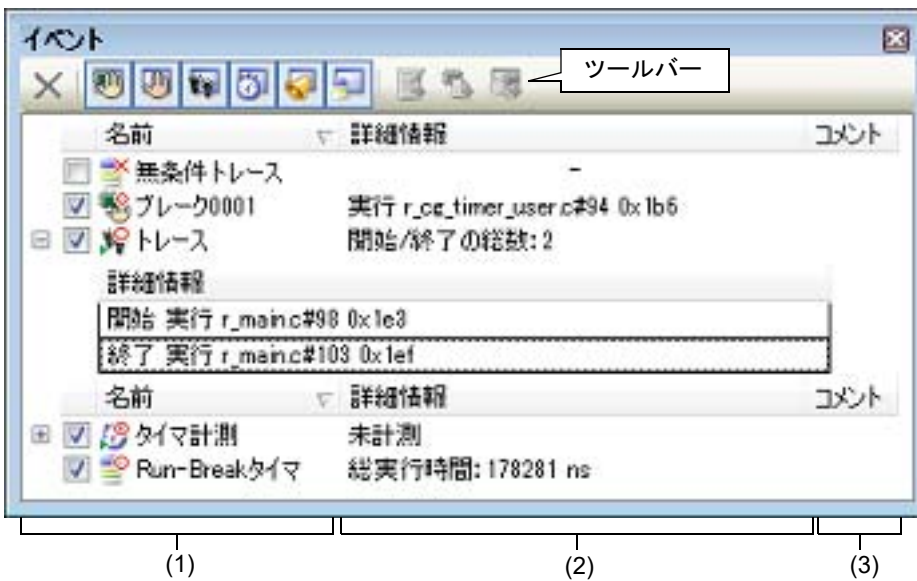 イベント
ツールバー
名前 詳細情報 コメント
無条件トレース -
ブレーク0001 実行 r_cg_timer_user.c#94 0x1b6
トレース 開始/終了の総数: 2
詳細情報
開始 実行 r_main.c#98 0x1e3
終了 実行 r_main.c#103 0x1ef
名前 詳細情報 コメント
タイマ計測 未計測
Run-Breakタイマ 総実行時間: 178281 ns
(1) (2) (3)